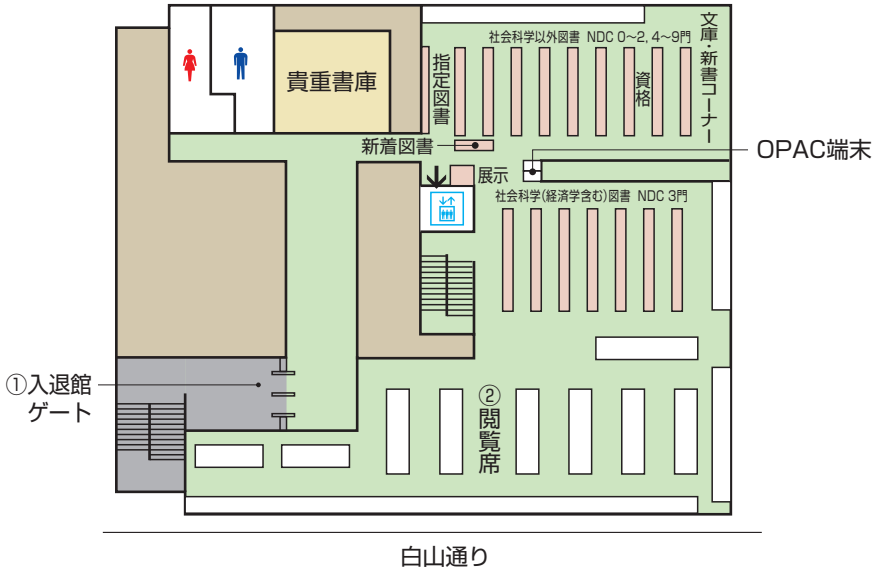 社会科学以外図書 NDC 0~2, 4~9門
文庫・新書コーナー
指定図書
資格
貴重書庫
新着図書
OPAC端末
展示
社会科学(経済学含む)図書 NDC 3門
①入退館
ゲート
②閲覧席
白山通り